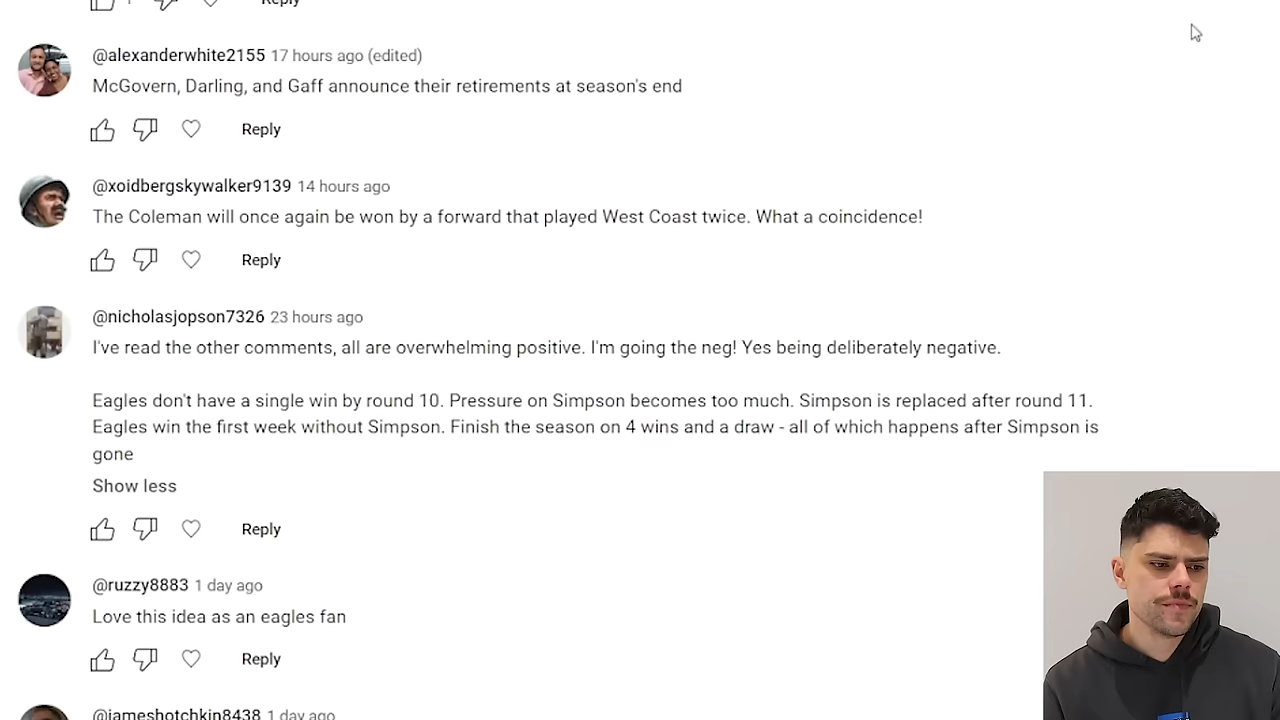 1 Reply
@alexanderwhite2155 17 hours ago (edited)
McGovern, Darling, and Gaff announce their retirements at season's end
Reply
@xoidbergskywalker9139 14 hours ago
The Coleman will once again be won by a forward that played West Coast twice. What a coincidence!
Reply
@nicholasjopson7326 23 hours ago
I've read the other comments, all are overwhelming positive. I'm going the neg! Yes being deliberately negative.
Eagles don't have a single win by round 10. Pressure on Simpson becomes too much. Simpson is replaced after round 11.
Eagles win the first week without Simpson. Finish the season on 4 wins and a draw - all of which happens after Simpson is
gone
Show less
Reply
@ruzzy8883 1 day ago
Love this idea as an eagles fan
Reply
@jameshotchkin8438 1 day ago